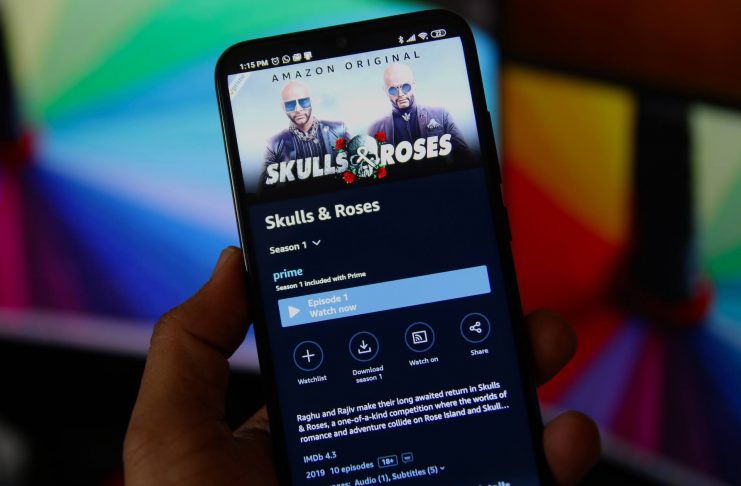 1:15 PM
22
prime
AMAZON ORIGINAL
SKULLS & ROSES
Skulls & Roses
Season 1
prime
Season 1 included with Prime
Episode 1
Watch now
Watchlist
Download
season 1
Watch on
Share
Raghu and Rajiv make their long awaited return in Skulls
& Roses, a one-of-a-kind competition where the worlds of
romance and adventure collide on Rose Island and Skull...
IMDb 4.3
2019 10 episodes 18+
Audio (1), Subtitles (5)